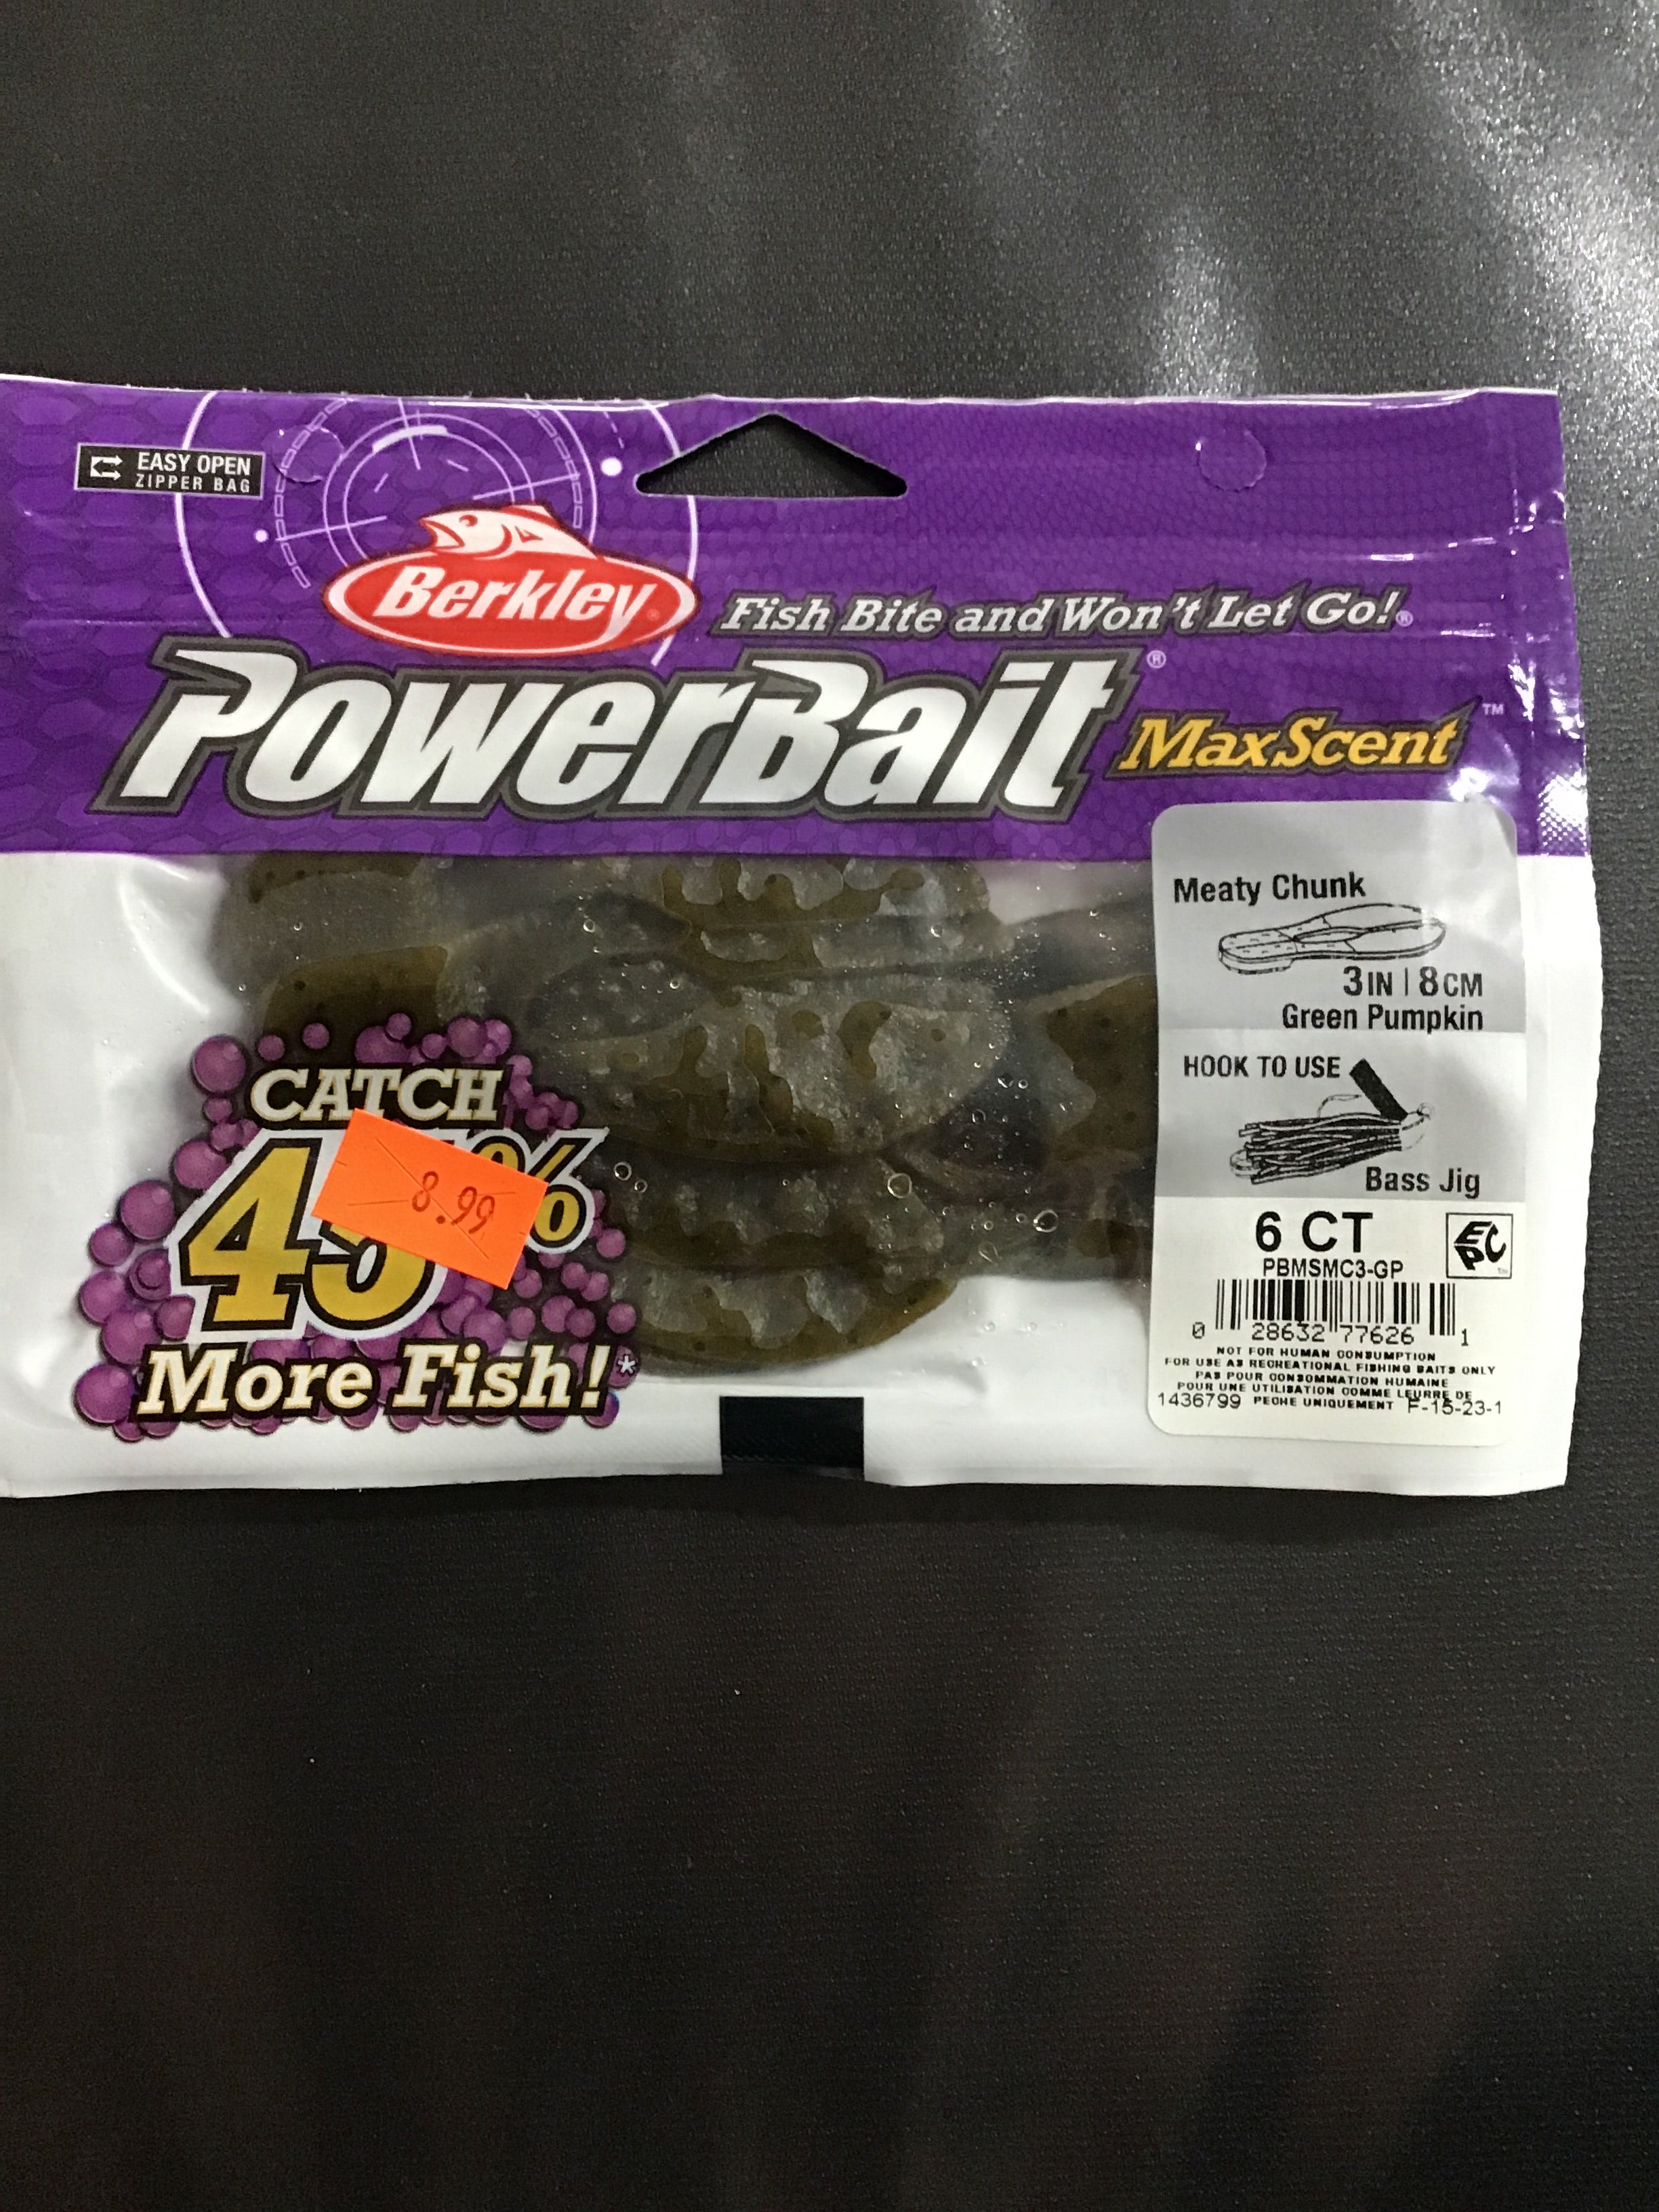 EASY OPEN
ZIPPER BAG
Berkley
Fish Bite and Won't Let Go!®
PowerBait®
MaxScent™
Meaty Chunk
3IN | 8CM
Green Pumpkin
HOOK TO USE
Bass Jig
CATCH
45%
8.99
More Fish!*
6 CT
PBMSMC3-GP
0 28632 77626 1
NOT FOR HUMAN CONSUMPTION
FOR USE AS RECREATIONAL FISHING BAITS ONLY
PAS POUR CONSOMMATION HUMAINE
POUR UNE UTILISATION COMME LEURRE DE
1436799 PECHE UNIQUEMENT F-15-23-1